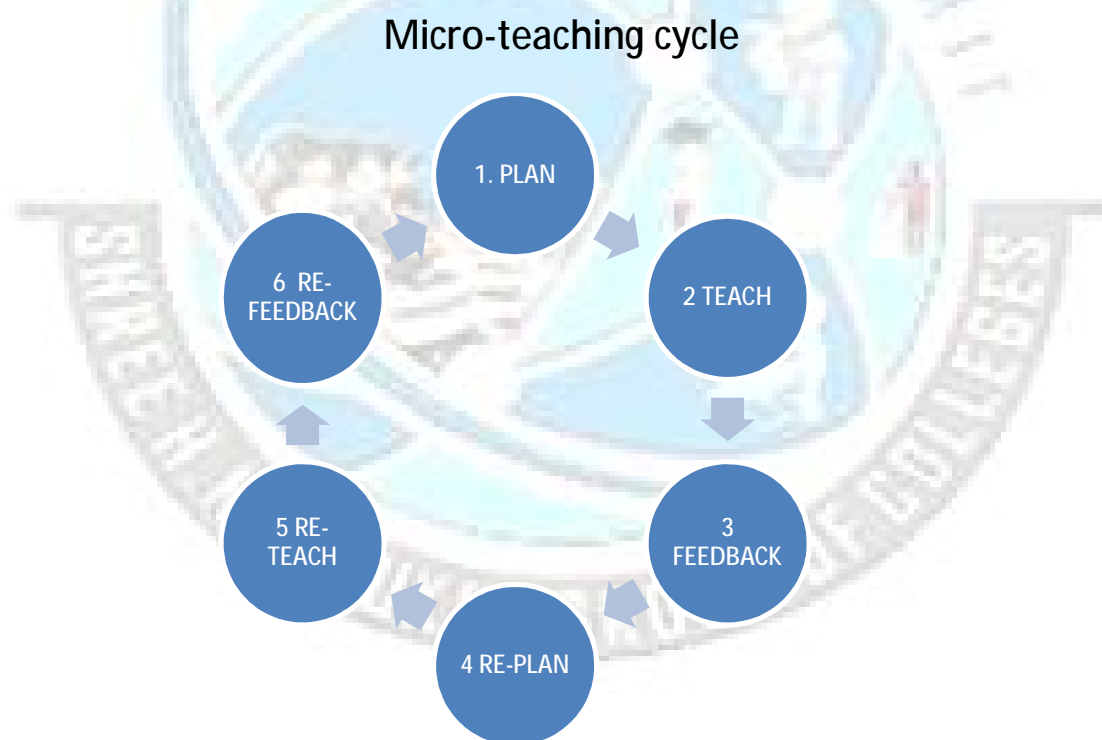 Micro-teaching cycle
1. PLAN
2 TEACH
3
FEEDBACK
4 RE-PLAN
5 RE-
TEACH
6 RE-
FEEDBACK